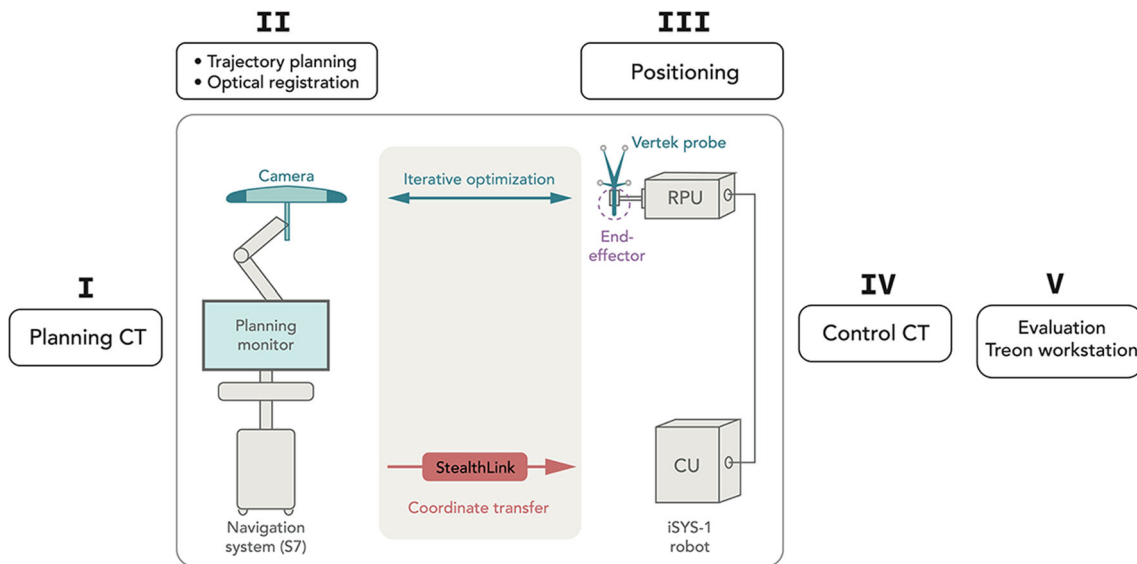 II
• Trajectory planning
• Optical registration
III
Positioning
Camera
Iterative optimization
Vertek probe
RPU
End-
effector
I
Planning CT
Planning
monitor
IV
Control CT
V
Evaluation
Treon workstation
StealthLink
Coordinate transfer
CU
Navigation
system (S7)
iSYS-1
robot